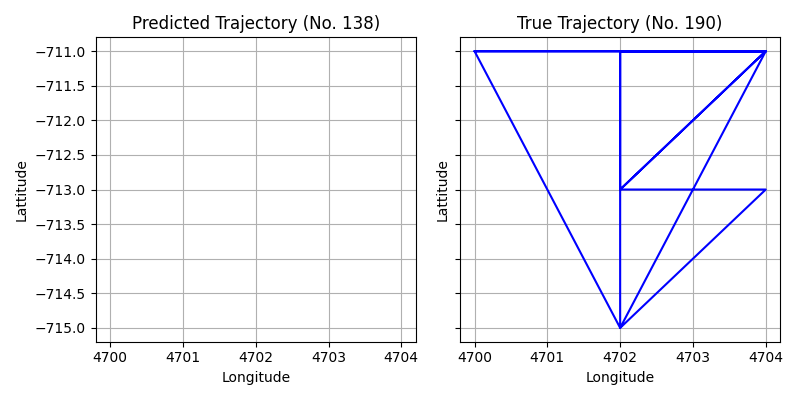 Predicted Trajectory (No. 138)
True Trajectory (No. 190)
−711.0
−711.5
−712.0
−712.5
−713.0
−713.5
−714.0
−714.5
−715.0
Lattitude
Lattitude
4700 4701 4702 4703 4704
4700 4701 4702 4703 4704
Longitude
Longitude